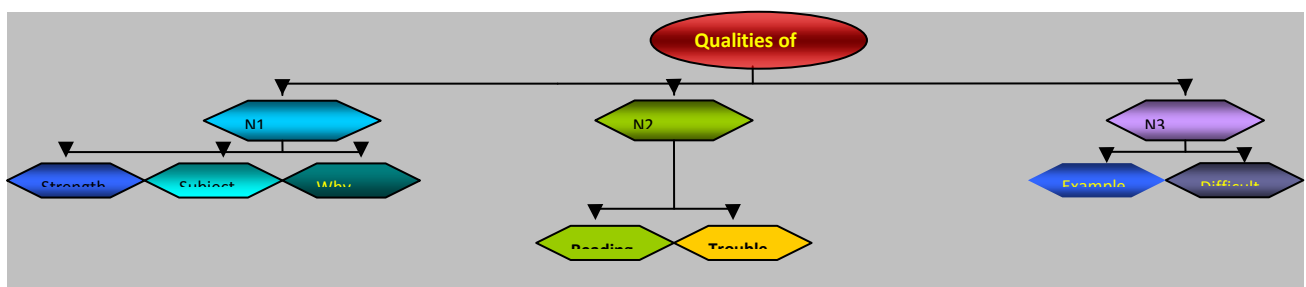 Qualities of
N1
N2
N3
Strength
Subject
Why
Example
Difficult
Reading
Trouble